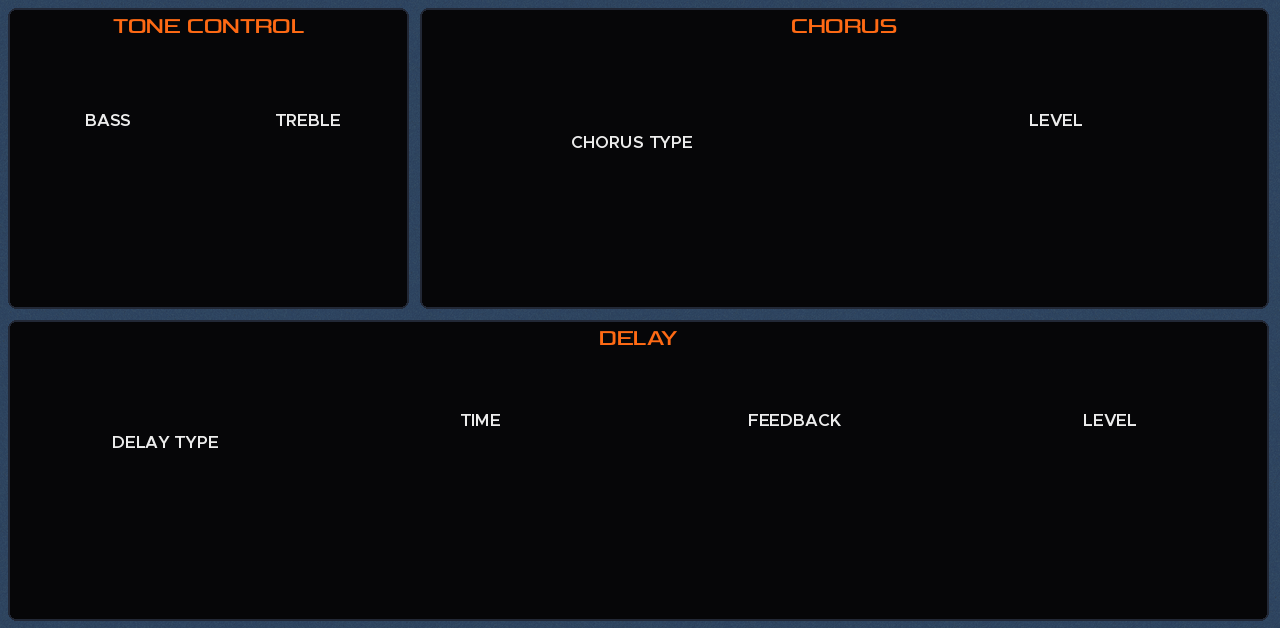 TONE CONTROL
BASS
TREBLE
CHORUS
CHORUS TYPE
LEVEL
DELAY
DELAY TYPE
TIME
FEEDBACK
LEVEL